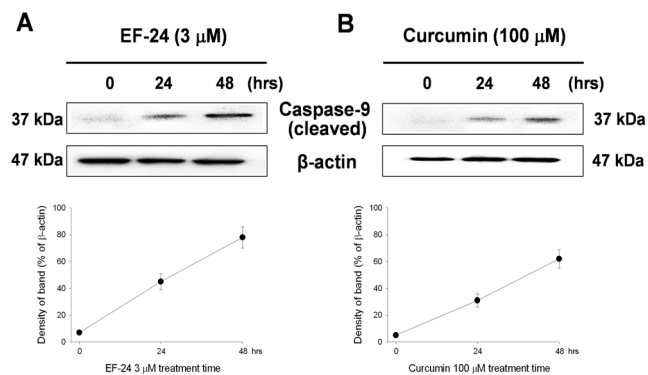 A
EF-24 (3 μM)
0 24 48 (hrs)
37 kDa
47 kDa
Caspase-9
(cleaved)
β-actin
B
Curcumin (100 μM)
0 24 48 (hrs)
37 kDa
47 kDa
Density of band (% of β-actin)
100
80
60
40
20
0
0 24 48 hrs
EF-24 3 μM treatment time
Density of band (% of β-actin)
100
80
60
40
20
0
0 24 48 hrs
Curcumin 100 μM treatment time